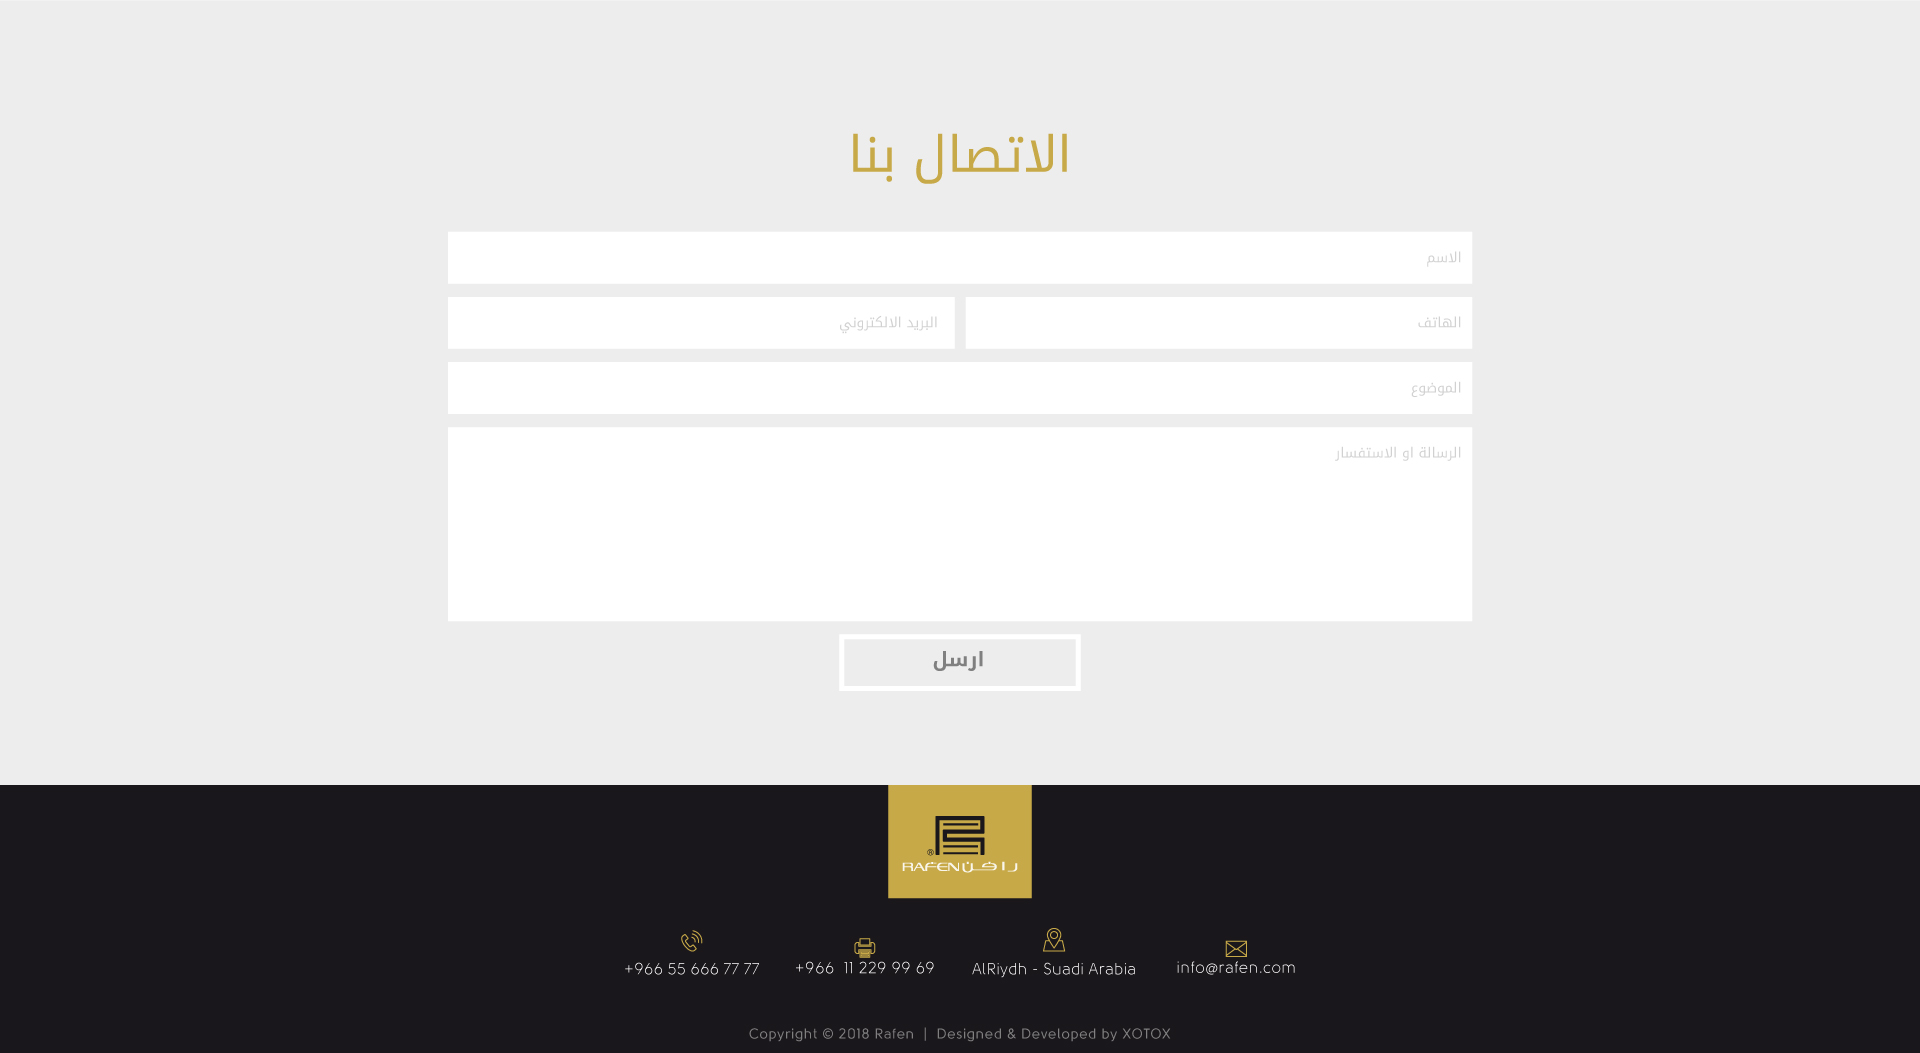 الاتصال بنا
الاسم
الهاتف
البريد الالكتروني
الموضوع
الرسالة او الاستفسار
ارسل
®
RAFEN رافن
+966 55 666 77 77
+966 11 229 99 69
AlRiydh - Suadi Arabia
info@rafen.com
Copyright © 2018 Rafen | Designed & Developed by XOTOX